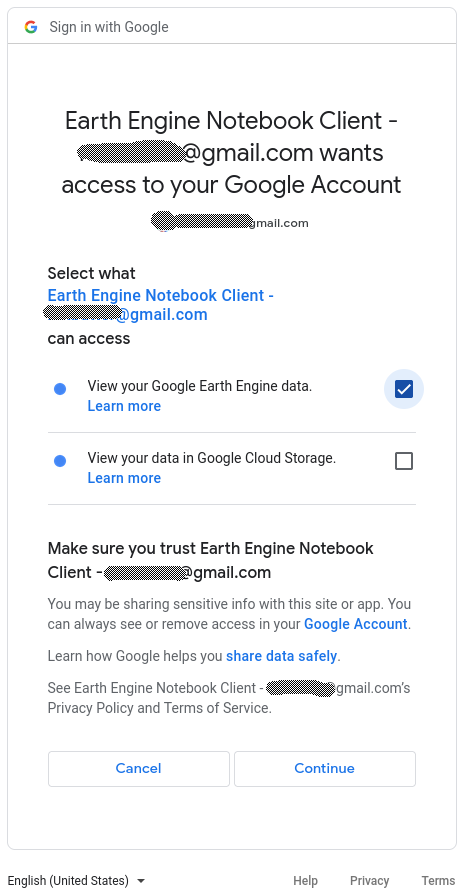 Sign in with Google
Earth Engine Notebook Client -
@gmail.com wants
access to your Google Account
gmail.com
Select what
Earth Engine Notebook Client -
@gmail.com
can access
View your Google Earth Engine data.
Learn more
View your data in Google Cloud Storage.
Learn more
Make sure you trust Earth Engine Notebook
Client - @gmail.com
You may be sharing sensitive info with this site or app. You
can always see or remove access in your Google Account.
Learn how Google helps you share data safely.
See Earth Engine Notebook Client - gmail.com's
Privacy Policy and Terms of Service.
Cancel Continue
English (United States) Help Privacy Terms